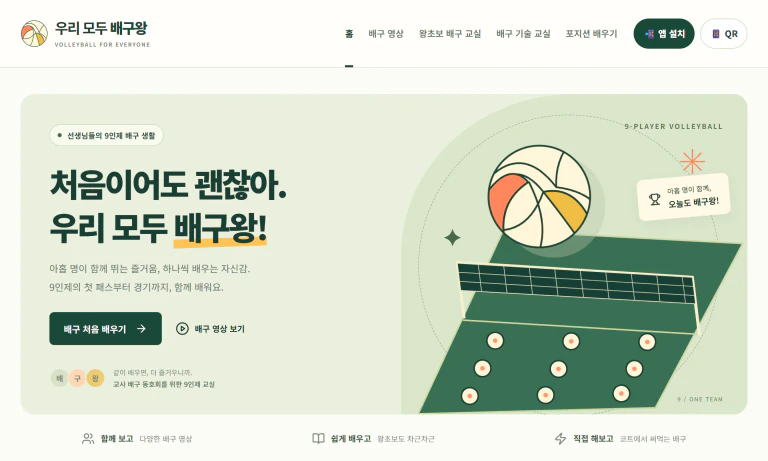 우리 모두 배구왕
VOLLEYBALL FOR EVERYONE
홈
배구 영상
왕초보 배구 교실
배구 기술 교실
포지션 배우기
앱 설치
QR
선생님들의 9인제 배구 생활
처음이어도 괜찮아.
우리 모두 배구왕!
아홉 명이 함께 뛰는 즐거움, 하나씩 배우는 자신감.
9인제의 첫 패스부터 경기까지, 함께 배워요.
배구 처음 배우기
배구 영상 보기
배 구 왕
같이 배우면, 더 즐거우니까.
교사 배구 동호회를 위한 9인제 교실
9-PLAYER VOLLEYBALL
아홉 명이 함께,
오늘도 배구왕!
9 / ONE TEAM
함께 보고 다양한 배구 영상
쉽게 배우고 왕초보도 차근차근
직접 해보고 코트에서 써먹는 배구